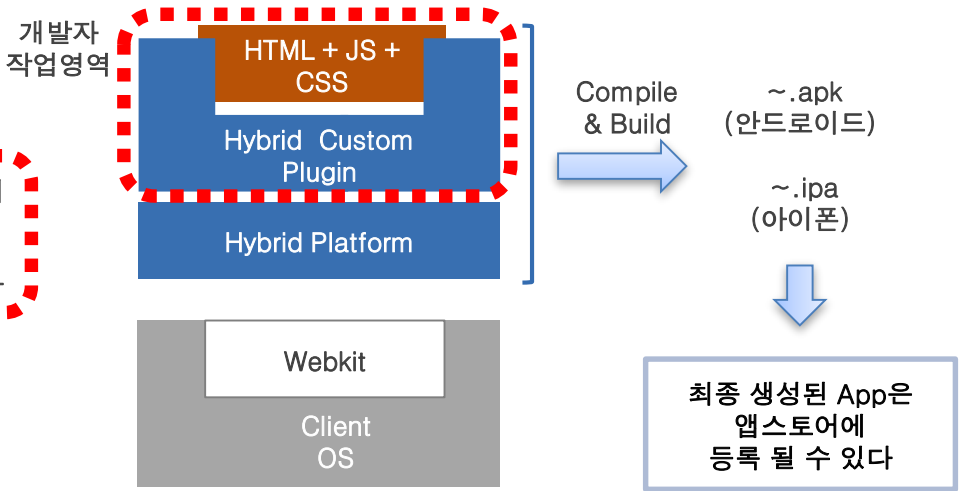 개발자
작업영역
HTML + JS +
CSS
Hybrid Custom
Plugin
Hybrid Platform
Webkit
Client
OS
Compile
& Build
~.apk
(안드로이드)
~.ipa
(아이폰)
최종 생성된 App은
앱스토어에
등록 될 수 있다